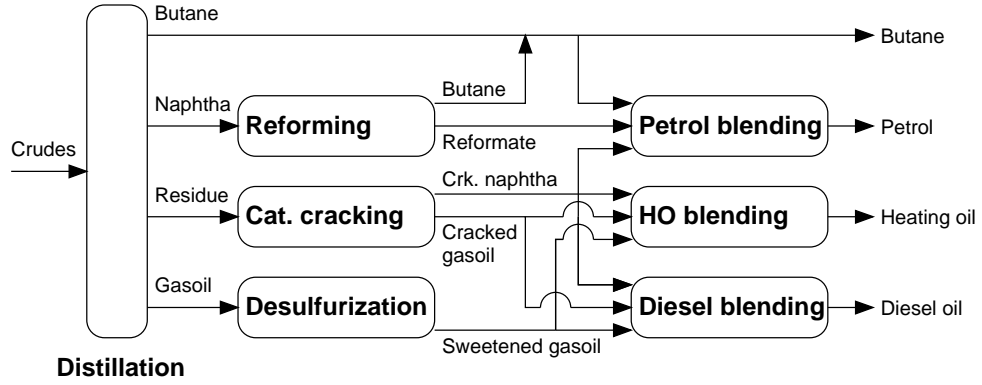 Butane
Butane
Butane
Naphtha
Reforming
Petrol blending
Petrol
Crudes
Reformate
Crk. naphtha
Residue
Cat. cracking
HO blending
Heating oil
Cracked
gasoil
Gasoil
Desulfurization
Diesel blending
Diesel oil
Sweetened gasoil
Distillation